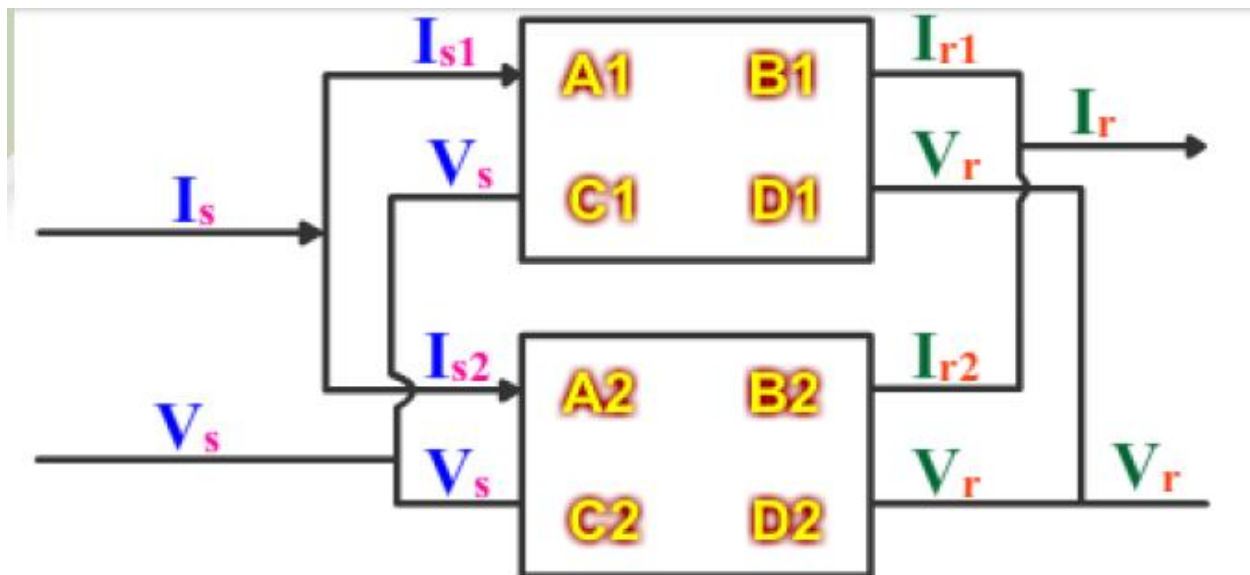 Is1
Ir1
A1 B1
Ir
Vs
Vr
C1 D1
Is
Is2
Ir2
A2 B2
Vs
Vs
Vr
Vr
C2 D2